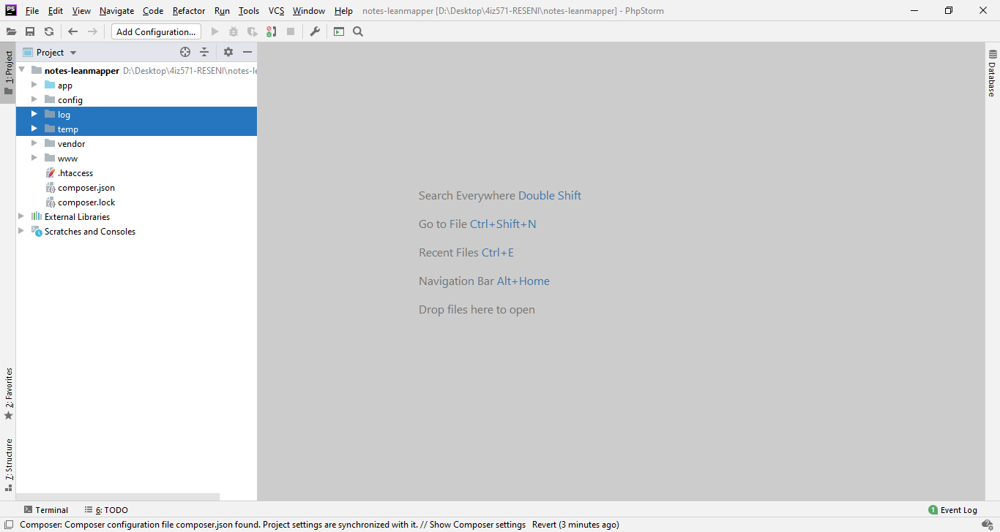 PS File Edit View Navigate Code Refactor Run Tools VCS Window Help notes-leanmapper [D:\Desktop\4iz571-RESENI\notes-leanmapper] - PhpStorm
Add Configuration...
Project
1: Project
notes-leanmapper D:\Desktop\4iz571-RESENI\notes-le
app
config
log
temp
vendor
www
.htaccess
composer.json
composer.lock
External Libraries
Scratches and Consoles
2: Favorites
7: Structure
Search Everywhere Double Shift
Go to File Ctrl+Shift+N
Recent Files Ctrl+E
Navigation Bar Alt+Home
Drop files here to open
Database
Terminal 6: TODO 1 Event Log
Composer: Composer configuration file composer.json found. Project settings are synchronized with it. // Show Composer settings Revert (3 minutes ago)